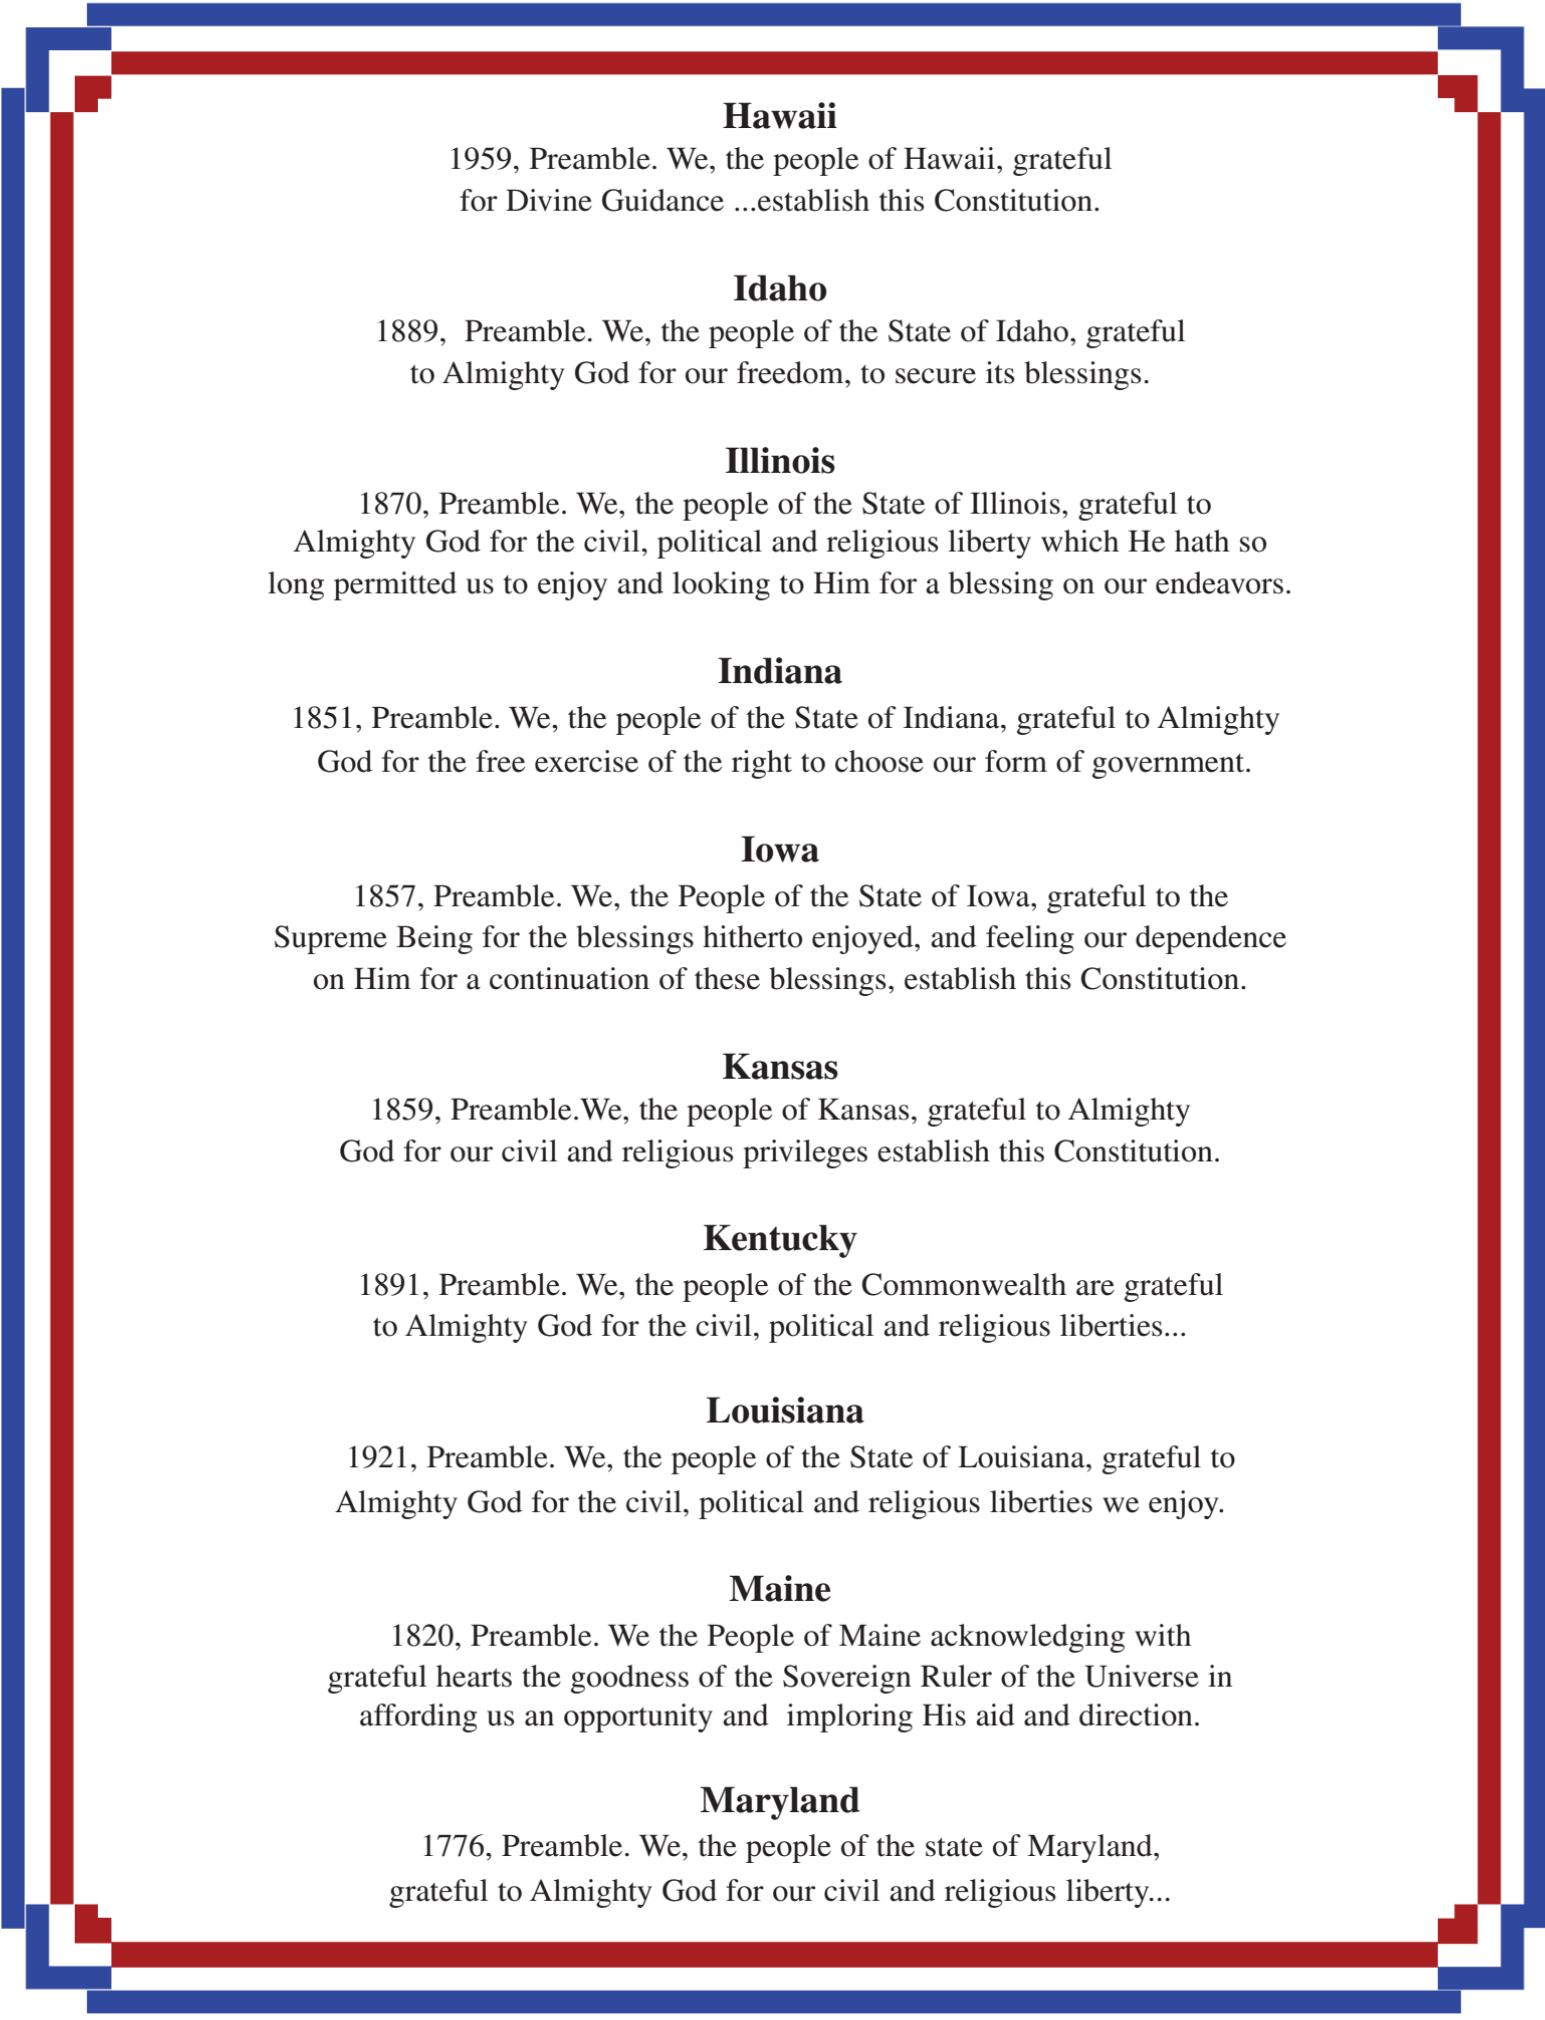 Hawaii
1959, Preamble. We, the people of Hawaii, grateful
for Divine Guidance ...establish this Constitution.
Idaho
1889,  Preamble. We, the people of the State of Idaho, grateful
to Almighty God for our freedom, to secure its blessings.
Illinois
1870, Preamble. We, the people of the State of Illinois, grateful to
Almighty God for the civil, political and religious liberty which He hath so
long permitted us to enjoy and looking to Him for a blessing on our endeavors.
Indiana
1851, Preamble. We, the people of the State of Indiana, grateful to Almighty
God for the free exercise of the right to choose our form of government.
Iowa
1857, Preamble. We, the People of the State of Iowa, grateful to the
Supreme Being for the blessings hitherto enjoyed, and feeling our dependence
on Him for a continuation of these blessings, establish this Constitution.
Kansas
1859, Preamble.We, the people of Kansas, grateful to Almighty
God for our civil and religious privileges establish this Constitution.
Kentucky
1891, Preamble. We, the people of the Commonwealth are grateful
to Almighty God for the civil, political and religious liberties...
Louisiana
1921, Preamble. We, the people of the State of Louisiana, grateful to
Almighty God for the civil, political and religious liberties we enjoy.
Maine
1820, Preamble. We the People of Maine acknowledging with
grateful hearts the goodness of the Sovereign Ruler of the Universe in
affording us an opportunity and  imploring His aid and direction.
Maryland
1776, Preamble. We, the people of the state of Maryland,
grateful to Almighty God for our civil and religious liberty...